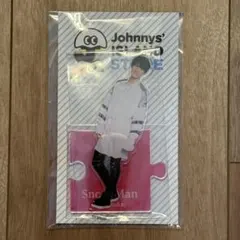 Johnnys'
ISLAND
STORE
Snow Man